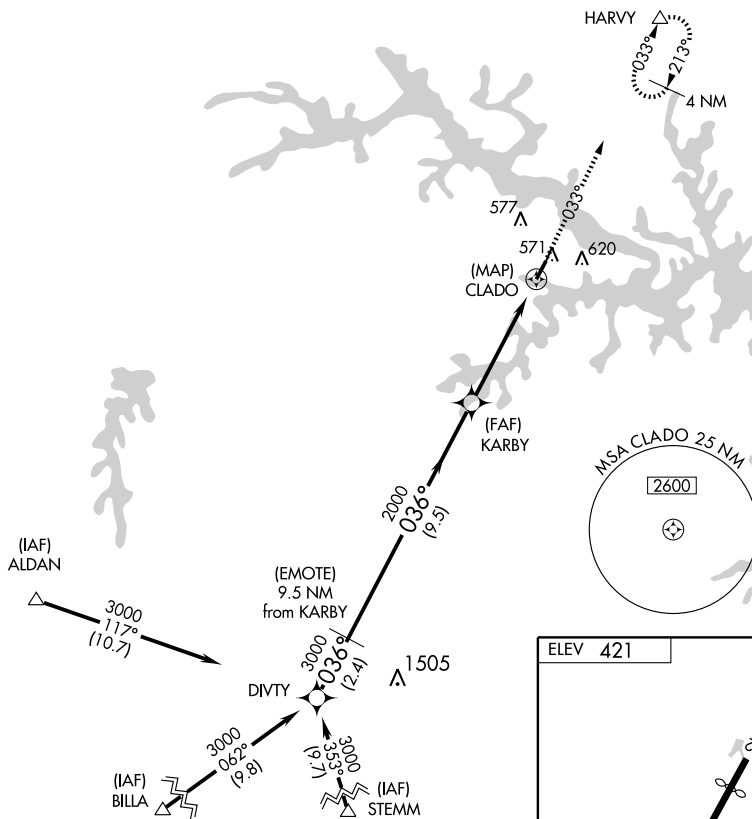 HARVY
033°
213°
4 NM
577
033°
571
620
(MAP)
CLADO
(FAF)
KARBY
MSA CLADO 25 NM
2600
2000
036°
(9.5)
(IAF)
ALDAN
3000
117°
(10.7)
(EMOTE)
9.5 NM
from KARBY
3000
036°
(2.4)
1505
ELEV 421
DIVTY
3000
062°
(9.8)
3000
353°
(9.7)
(IAF)
BILLA
(IAF)
STEMM